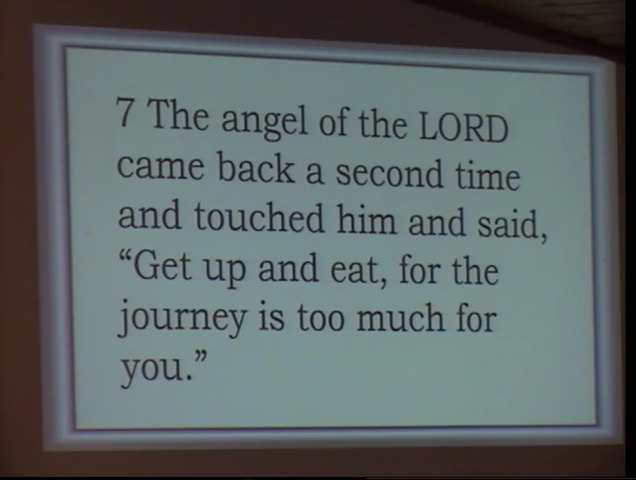 7 The angel of the LORD
came back a second time
and touched him and said,
“Get up and eat, for the
journey is too much for
you.”